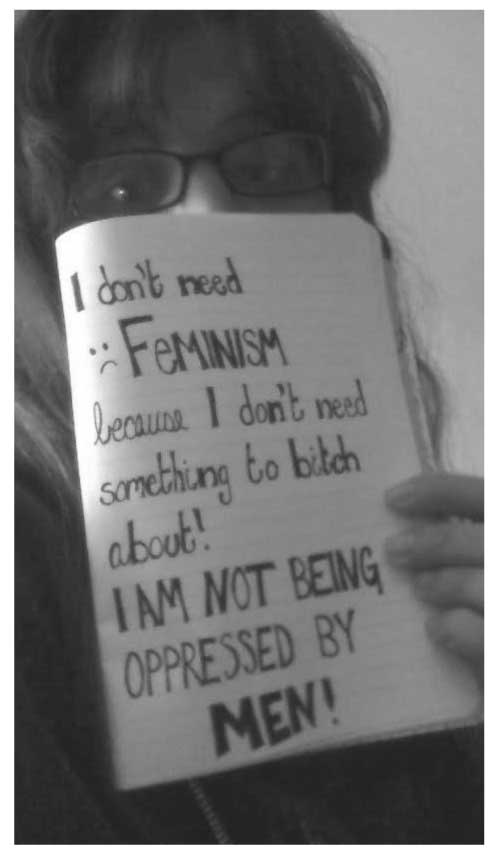 I don't need
:( FeMINISM
because I don't need
something to bitch
about!
I AM NOT BEING
OPPRESSED BY
MEN!